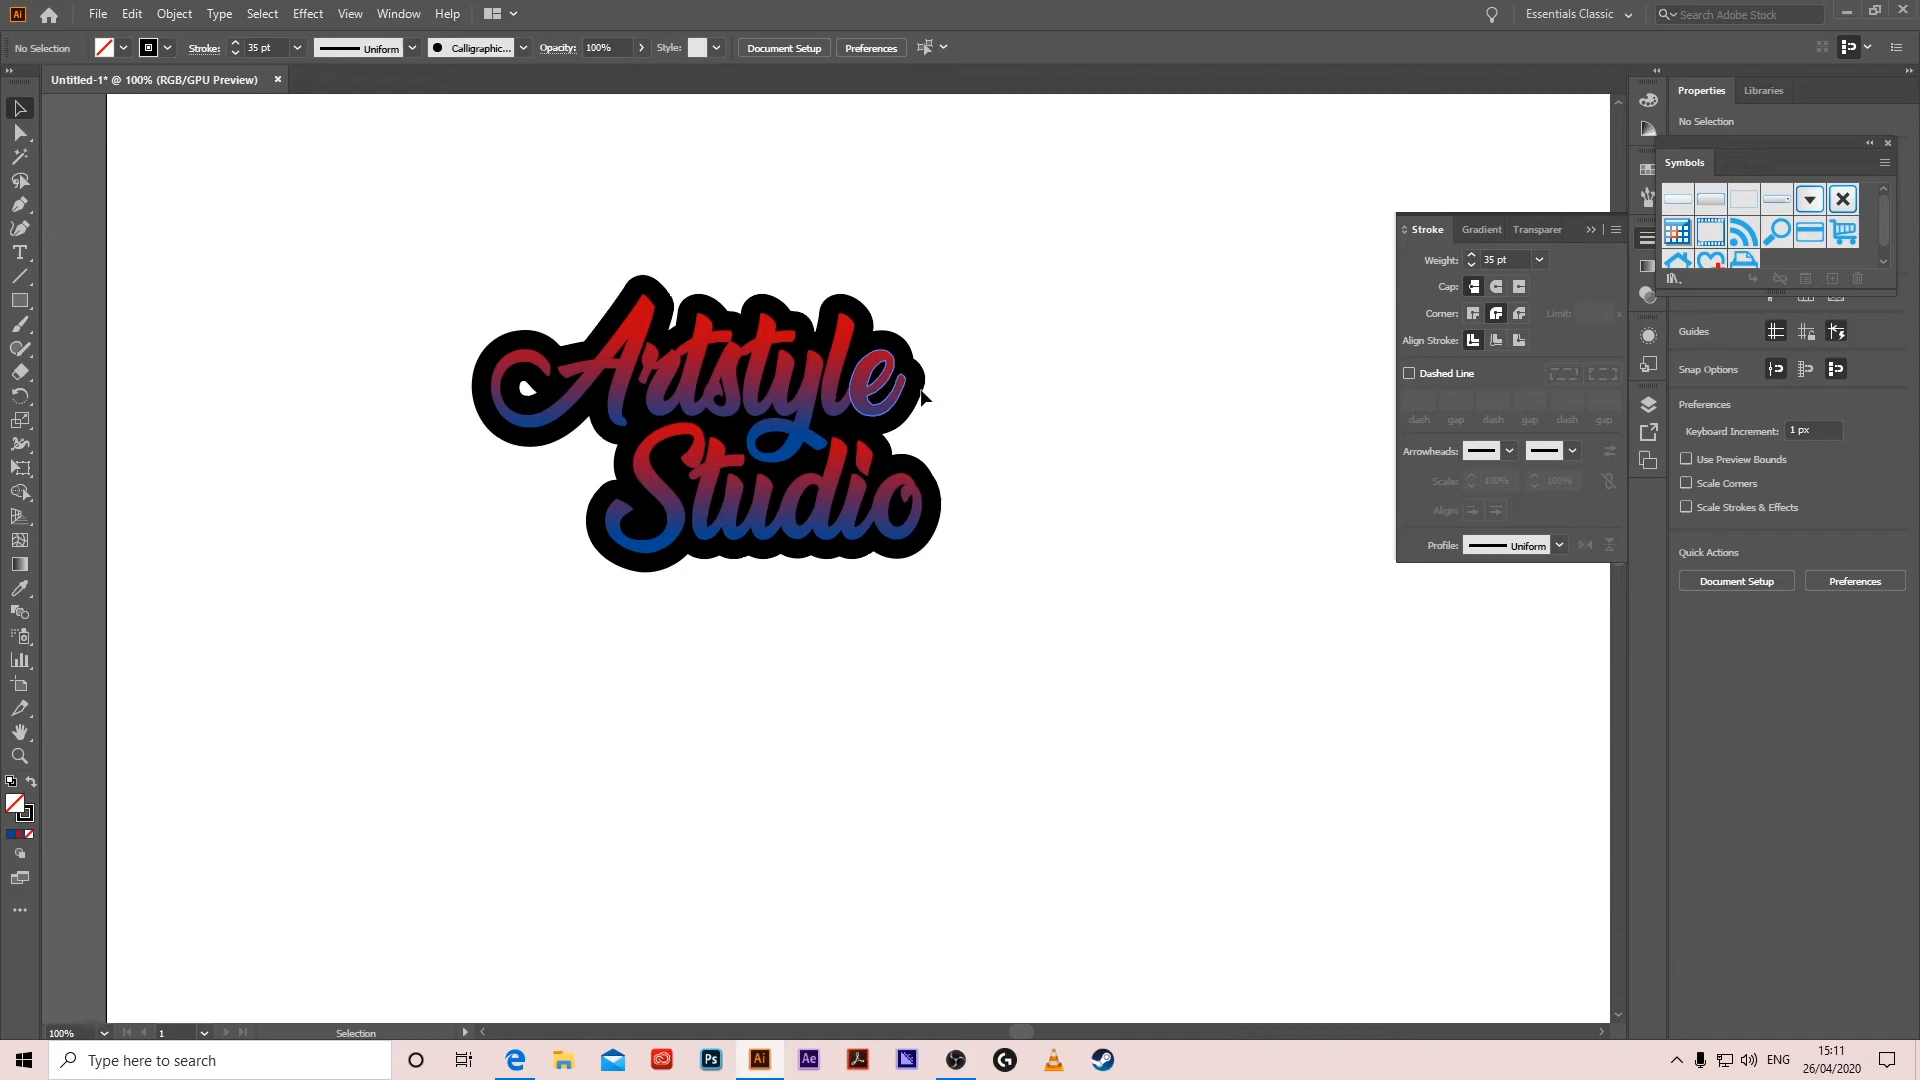 File Edit Object Type Select Effect View Window Help
Essentials Classic
Search Adobe Stock
No Selection
Stroke: 35 pt
Uniform
Calligraphic...
Opacity: 100%
Style:
Document Setup
Preferences
Untitled-1* @ 100% (RGB/GPU Preview)
Properties
Libraries
No Selection
Symbols
Artstyle
Studio
Stroke
Gradient
Transparer
Weight: 35 pt
Cap:
Corner:
Limit: x
Align Stroke:
Dashed Line
dash gap dash gap dash gap
Arrowheads:
Scale: 100% 100%
Align:
Profile: Uniform
Guides
Snap Options
Preferences
Keyboard Increment: 1 px
Use Preview Bounds
Scale Corners
Scale Strokes & Effects
Quick Actions
Document Setup
Preferences
100%
1
Selection
Type here to search
Ps
Ai
Ae
ENG
15:11
26/04/2020